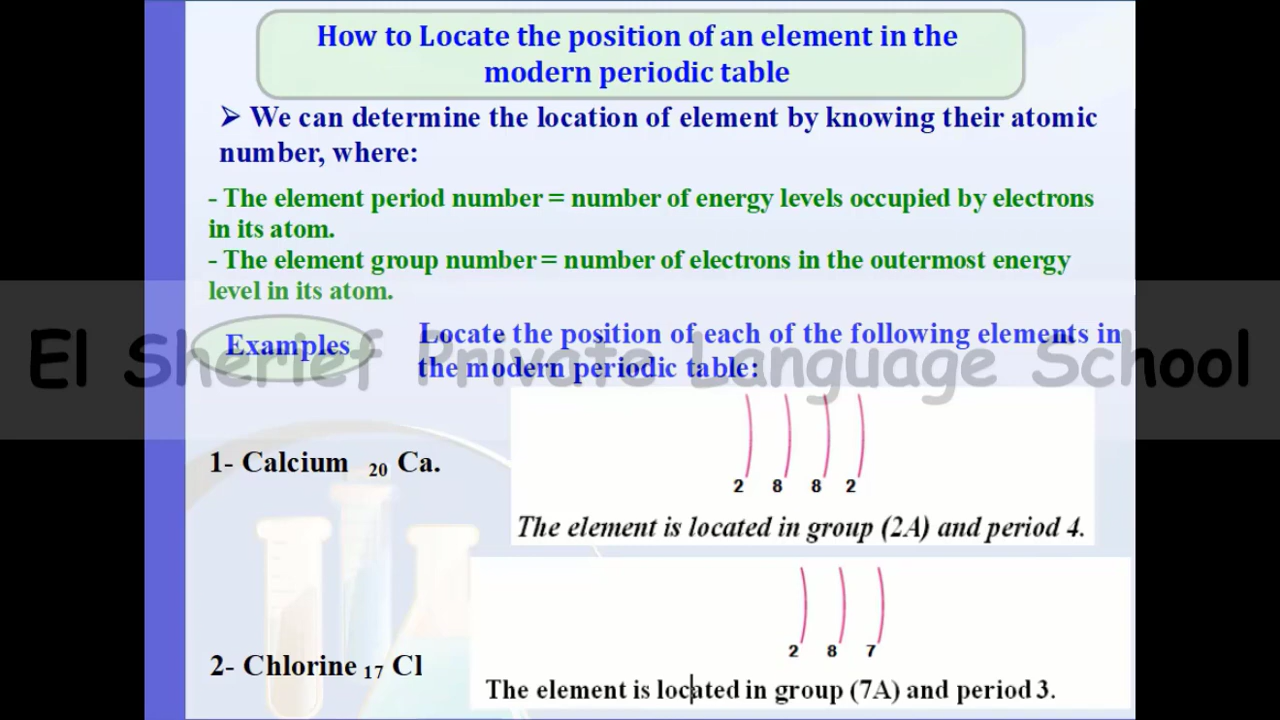 How to Locate the position of an element in the
modern periodic table
➢ We can determine the location of element by knowing their atomic
number, where:
- The element period number = number of energy levels occupied by electrons
in its atom.
- The element group number = number of electrons in the outermost energy
level in its atom.
Examples
Locate the position of each of the following elements in
the modern periodic table:
El Sherief Private Language School
1- Calcium 20 Ca.
2 8 8 2
The element is located in group (2A) and period 4.
2- Chlorine 17 Cl
2 8 7
The element is located in group (7A) and period 3.